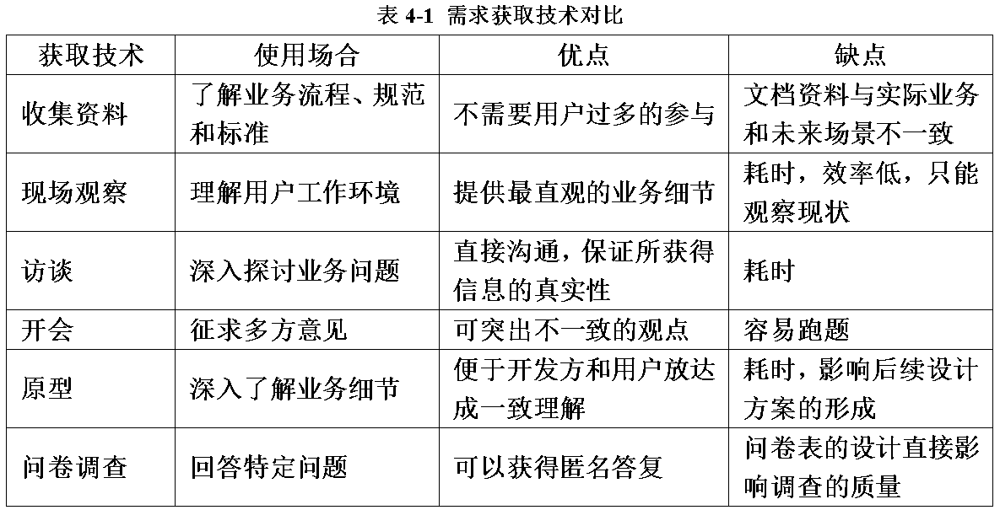 表 4-1 需求获取技术对比
获取技术 使用场合 优点 缺点
收集资料
了解业务流程、规范
和标准
不需要用户过多的参与
文档资料与实际业务
和未来场景不一致
现场观察
理解用户工作环境
提供最直观的业务细节
耗时，效率低，只能
观察现状
访谈
深入探讨业务问题
直接沟通，保证所获得
信息的真实性
耗时
开会
征求多方意见
可突出不一致的观点
容易跑题
原型
深入了解业务细节
便于开发方和用户放达
成一致理解
耗时，影响后续设计
方案的形成
问卷调查
回答特定问题
可以获得匿名答复
问卷表的设计直接影
响调查的质量